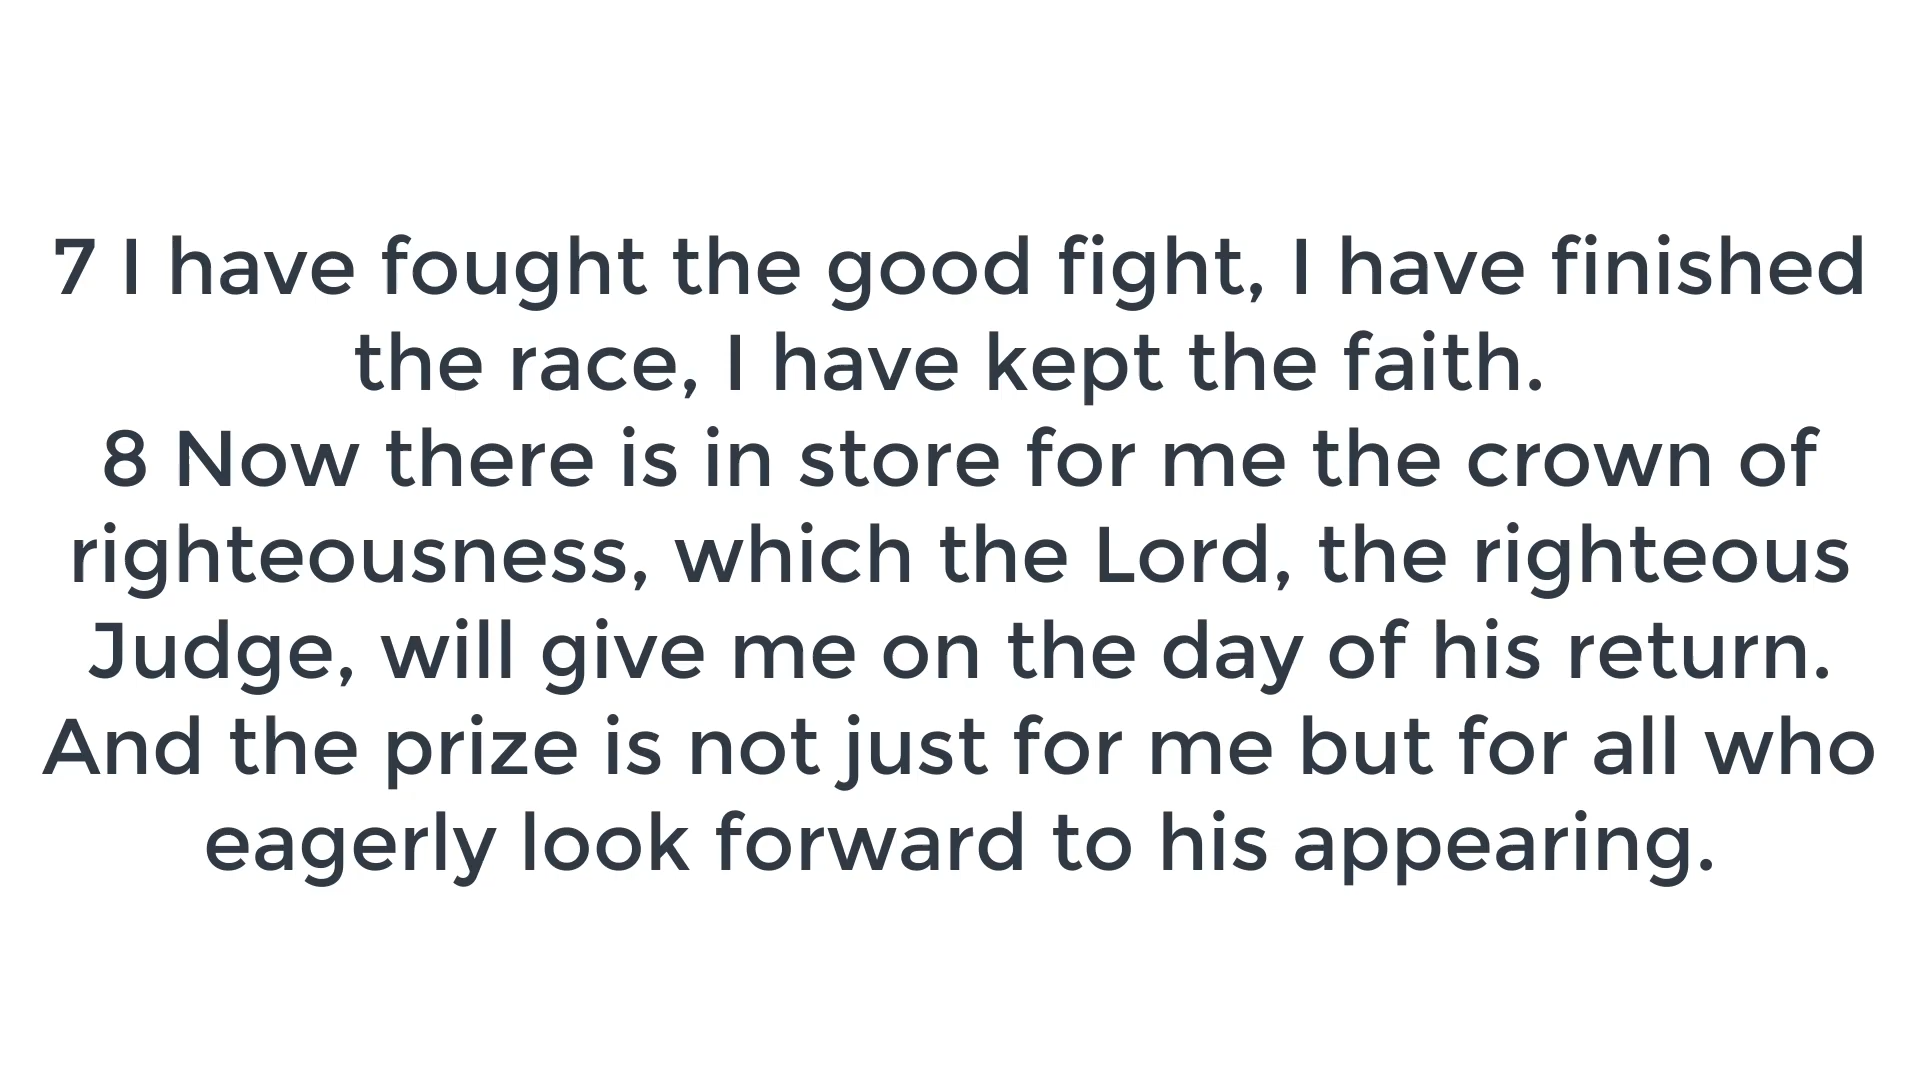 7 I have fought the good fight, I have finished
the race, I have kept the faith.
8 Now there is in store for me the crown of
righteousness, which the Lord, the righteous
Judge, will give me on the day of his return.
And the prize is not just for me but for all who
eagerly look forward to his appearing.